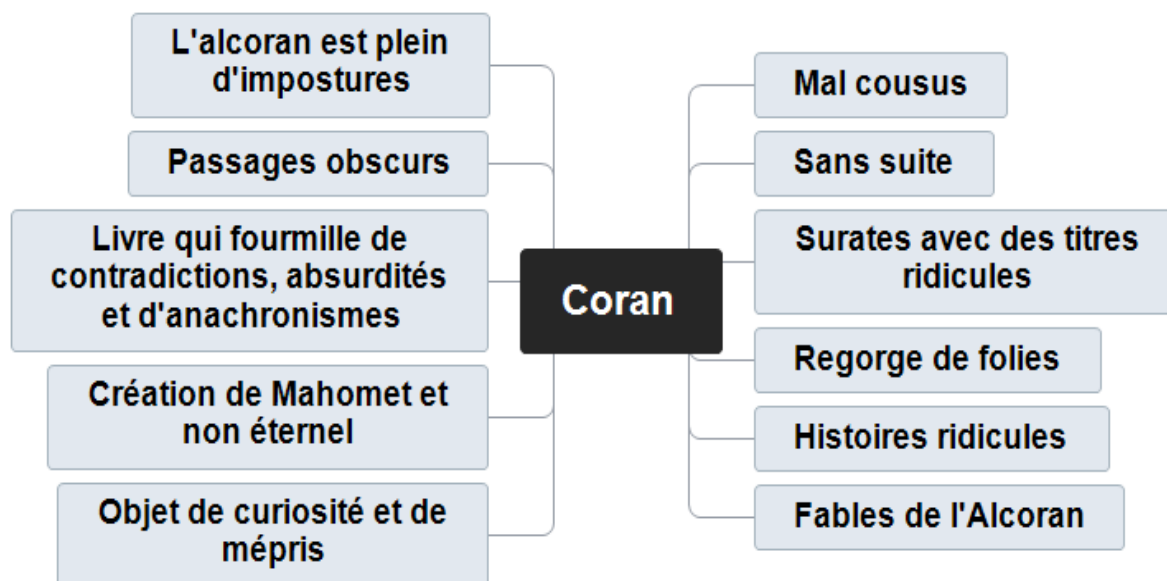 L'alcoran est plein
d'impostures
Passages obscurs
Livre qui fourmille de
contradictions, absurdités
et d'anachronismes
Création de Mahomet et
non éternel
Objet de curiosité et de
mépris
Coran
Mal cousus
Sans suite
Surates avec des titres
ridicules
Regorge de folies
Histoires ridicules
Fables de l'Alcoran